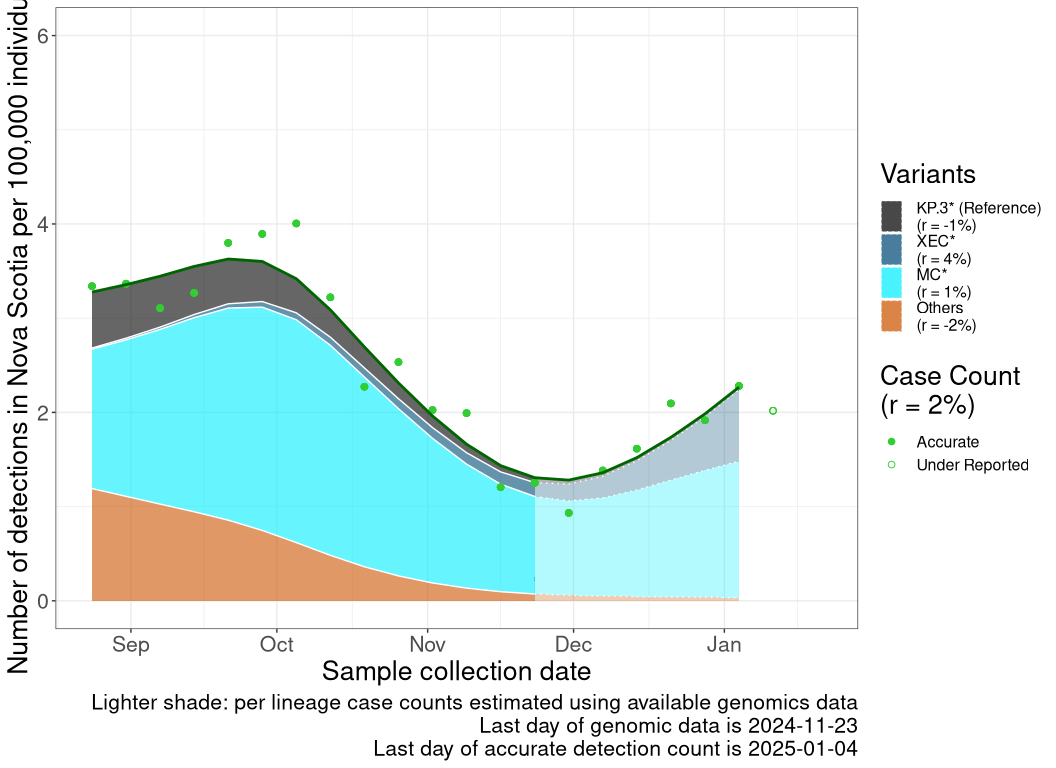 Number of detections in Nova Scotia per 100,000
6
4
2
0
Sep Oct Nov Dec Jan
Sample collection date
Lighter shade: per lineage case counts estimated using available genomics data
Last day of genomic data is 2024-11-23
Last day of accurate detection count is 2025-01-04
Variants
KP.3* (Reference)
(r = -1%)
XEC*
(r = 4%)
MC*
(r = 1%)
Others
(r = -2%)
Case Count
(r = 2%)
Accurate
Under Reported